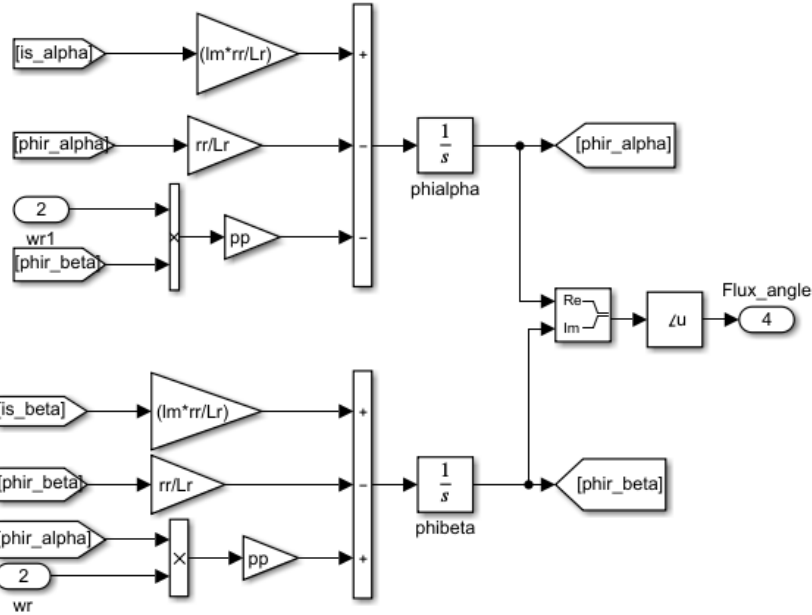 [is_alpha]
(lm*rr/Lr)
+
[phir_alpha]
rr/Lr
−
1
s
phialpha
[phir_alpha]
2
wr1
[phir_beta]
×
pp
−
Re
Im
∠u
Flux_angle
4
[is_beta]
(lm*rr/Lr)
+
[phir_beta]
rr/Lr
−
1
s
phibeta
[phir_beta]
[phir_alpha]
2
wr
×
pp
+